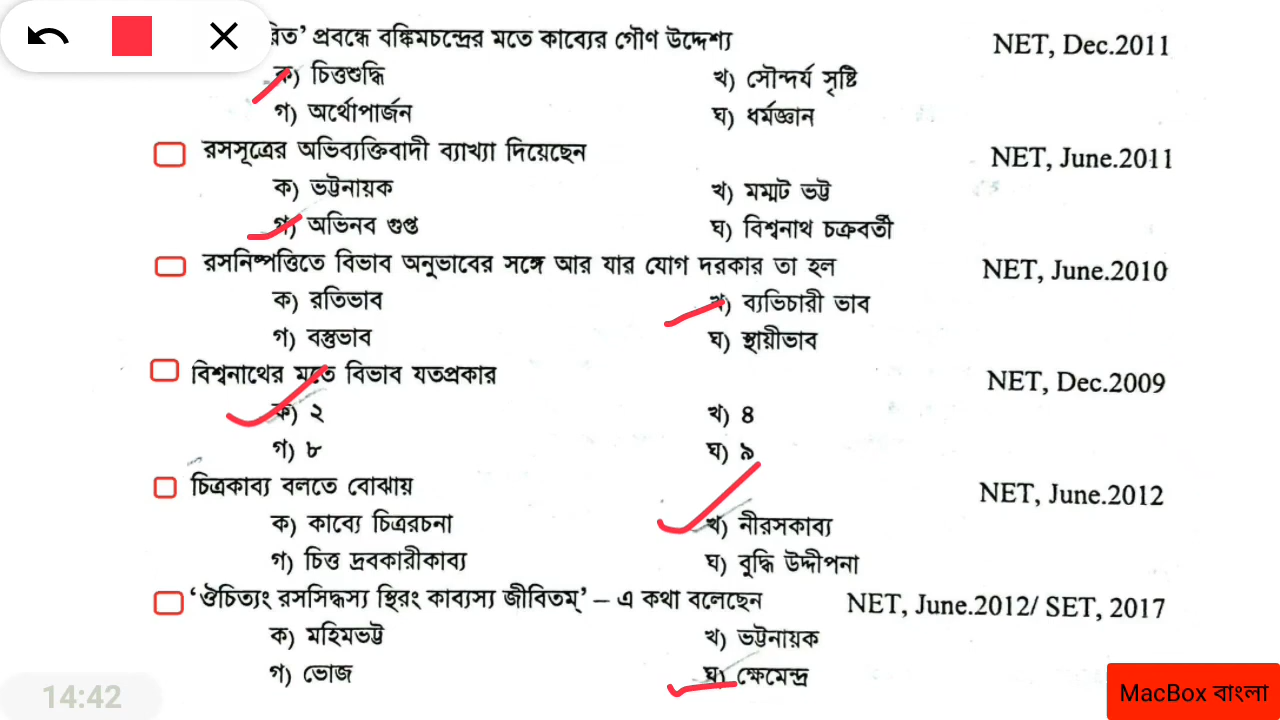 রিত’ প্রবন্ধে বঙ্কিমচন্দ্রের মতে কাব্যের গৌণ উদ্দেশ্য NET, Dec.2011
ক) চিত্তশুদ্ধি খ) সৌন্দর্য সৃষ্টি
গ) অর্থোপার্জন ঘ) ধর্মজ্ঞান
রসসূত্রের অভিব্যক্তিবাদী ব্যাখ্যা দিয়েছেন NET, June.2011
ক) ভট্টনায়ক খ) মম্মট ভট্ট
গ) অভিনব গুপ্ত ঘ) বিশ্বনাথ চক্রবর্তী
রসনিষ্পত্তিতে বিভাব অনুভাবের সঙ্গে আর যার যোগ দরকার তা হল NET, June.2010
ক) রতিভাব খ) ব্যভিচারী ভাব
গ) বস্তুভাব ঘ) স্থায়ীভাব
বিশ্বনাথের মতে বিভাব যতপ্রকার NET, Dec.2009
ক) ২ খ) ৪
গ) ৮ ঘ) ৯
চিত্রকাব্য বলতে বোঝায় NET, June.2012
ক) কাব্যে চিত্ররচনা খ) নীরসকাব্য
গ) চিত্ত দ্রবকারীকাব্য ঘ) বুদ্ধি উদ্দীপনা
‘ঔচিত্যং রসসিদ্ধস্য স্থিরং কাব্যস্য জীবিতম্’ – এ কথা বলেছেন NET, June.2012/ SET, 2017
ক) মহিমভট্ট খ) ভট্টনায়ক
গ) ভোজ ঘ) ক্ষেমেন্দ্র
14:42
MacBox বাংলা